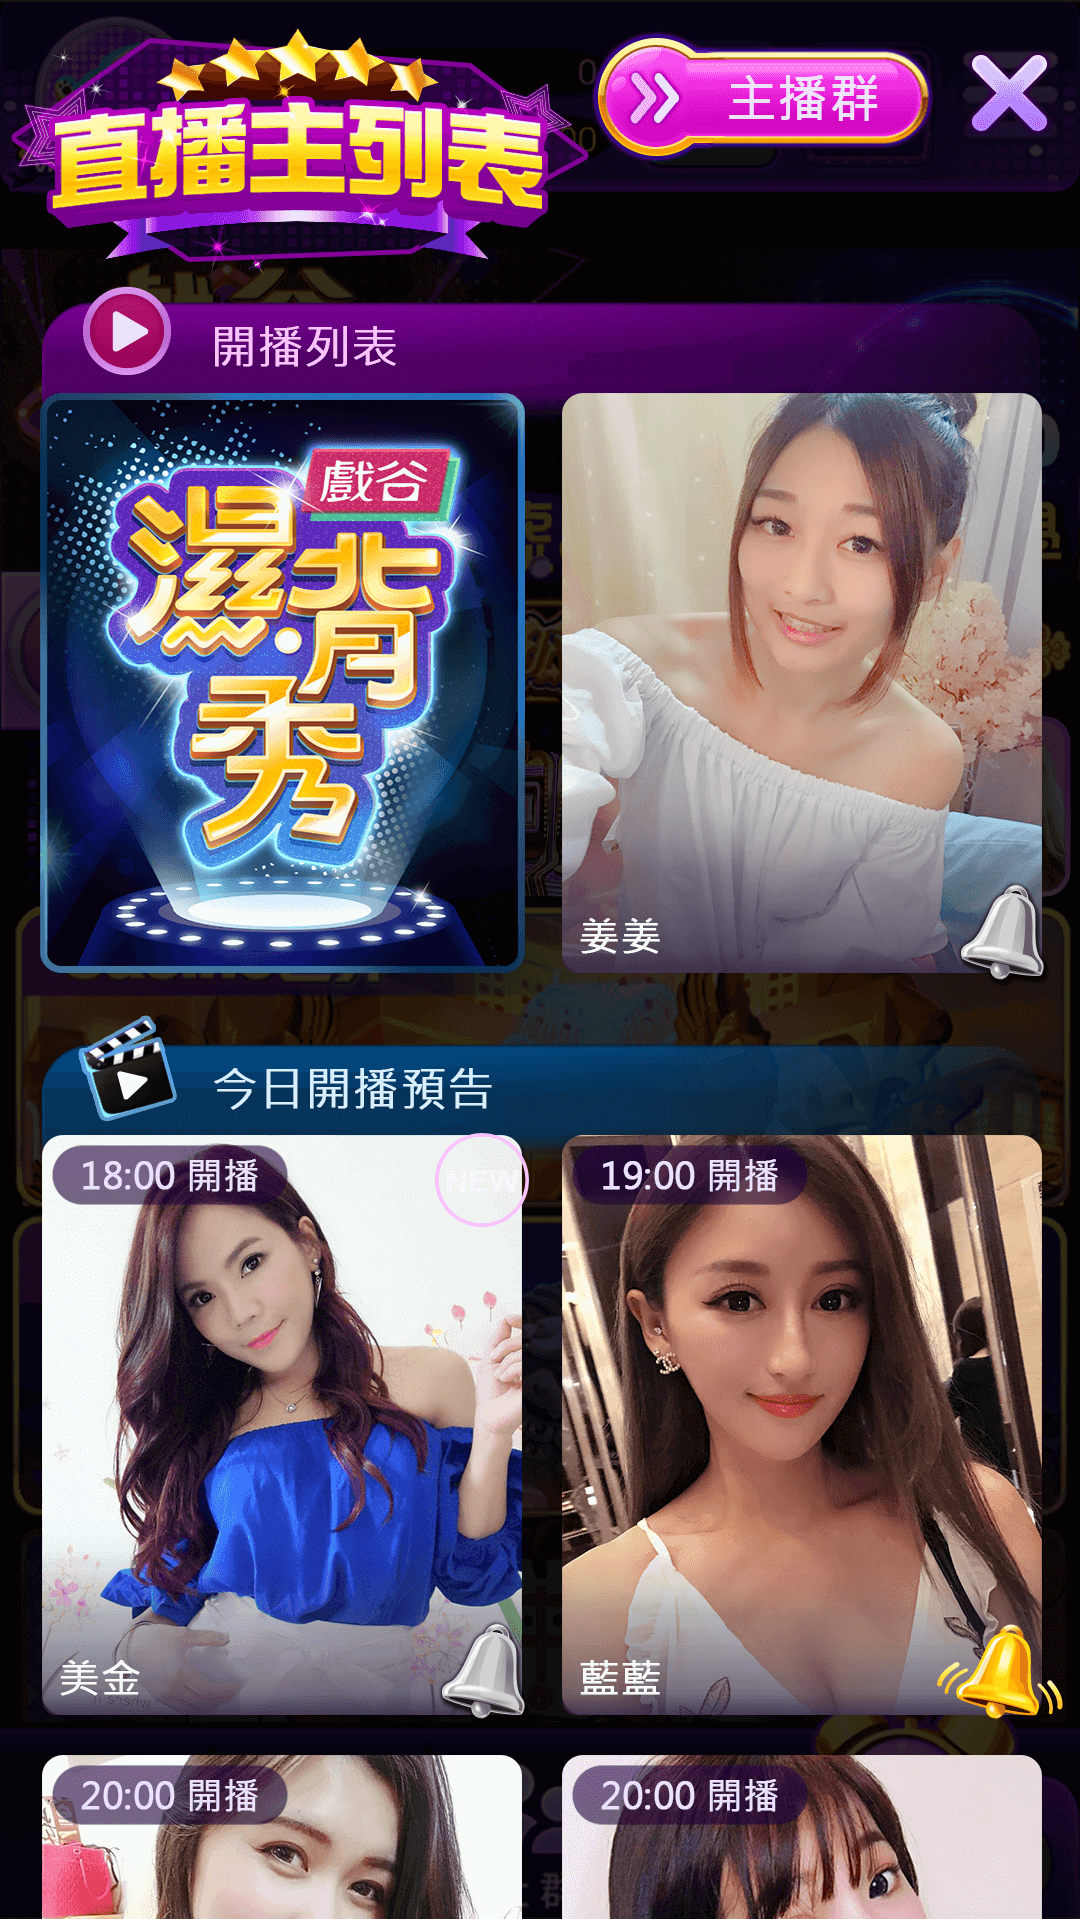 直播主列表
主播群
開播列表
戲谷
濕背秀
姜姜
今日開播預告
18:00 開播
NEW
19:00 開播
美金
藍藍
20:00 開播
20:00 開播